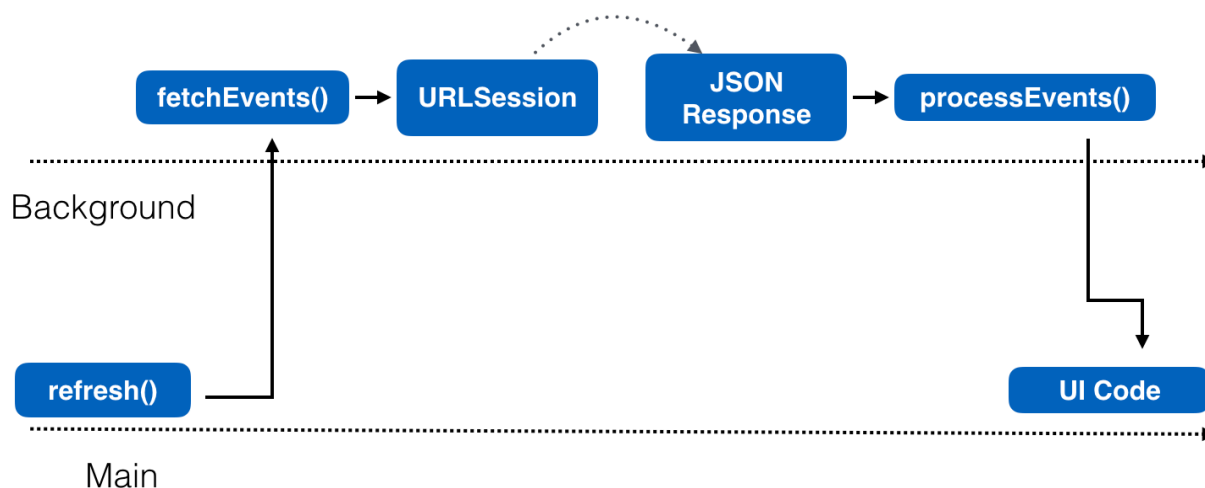 fetchEvents()
URLSession
JSON
Response
processEvents()
Background
refresh()
UI Code
Main